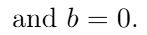 and b = 0.